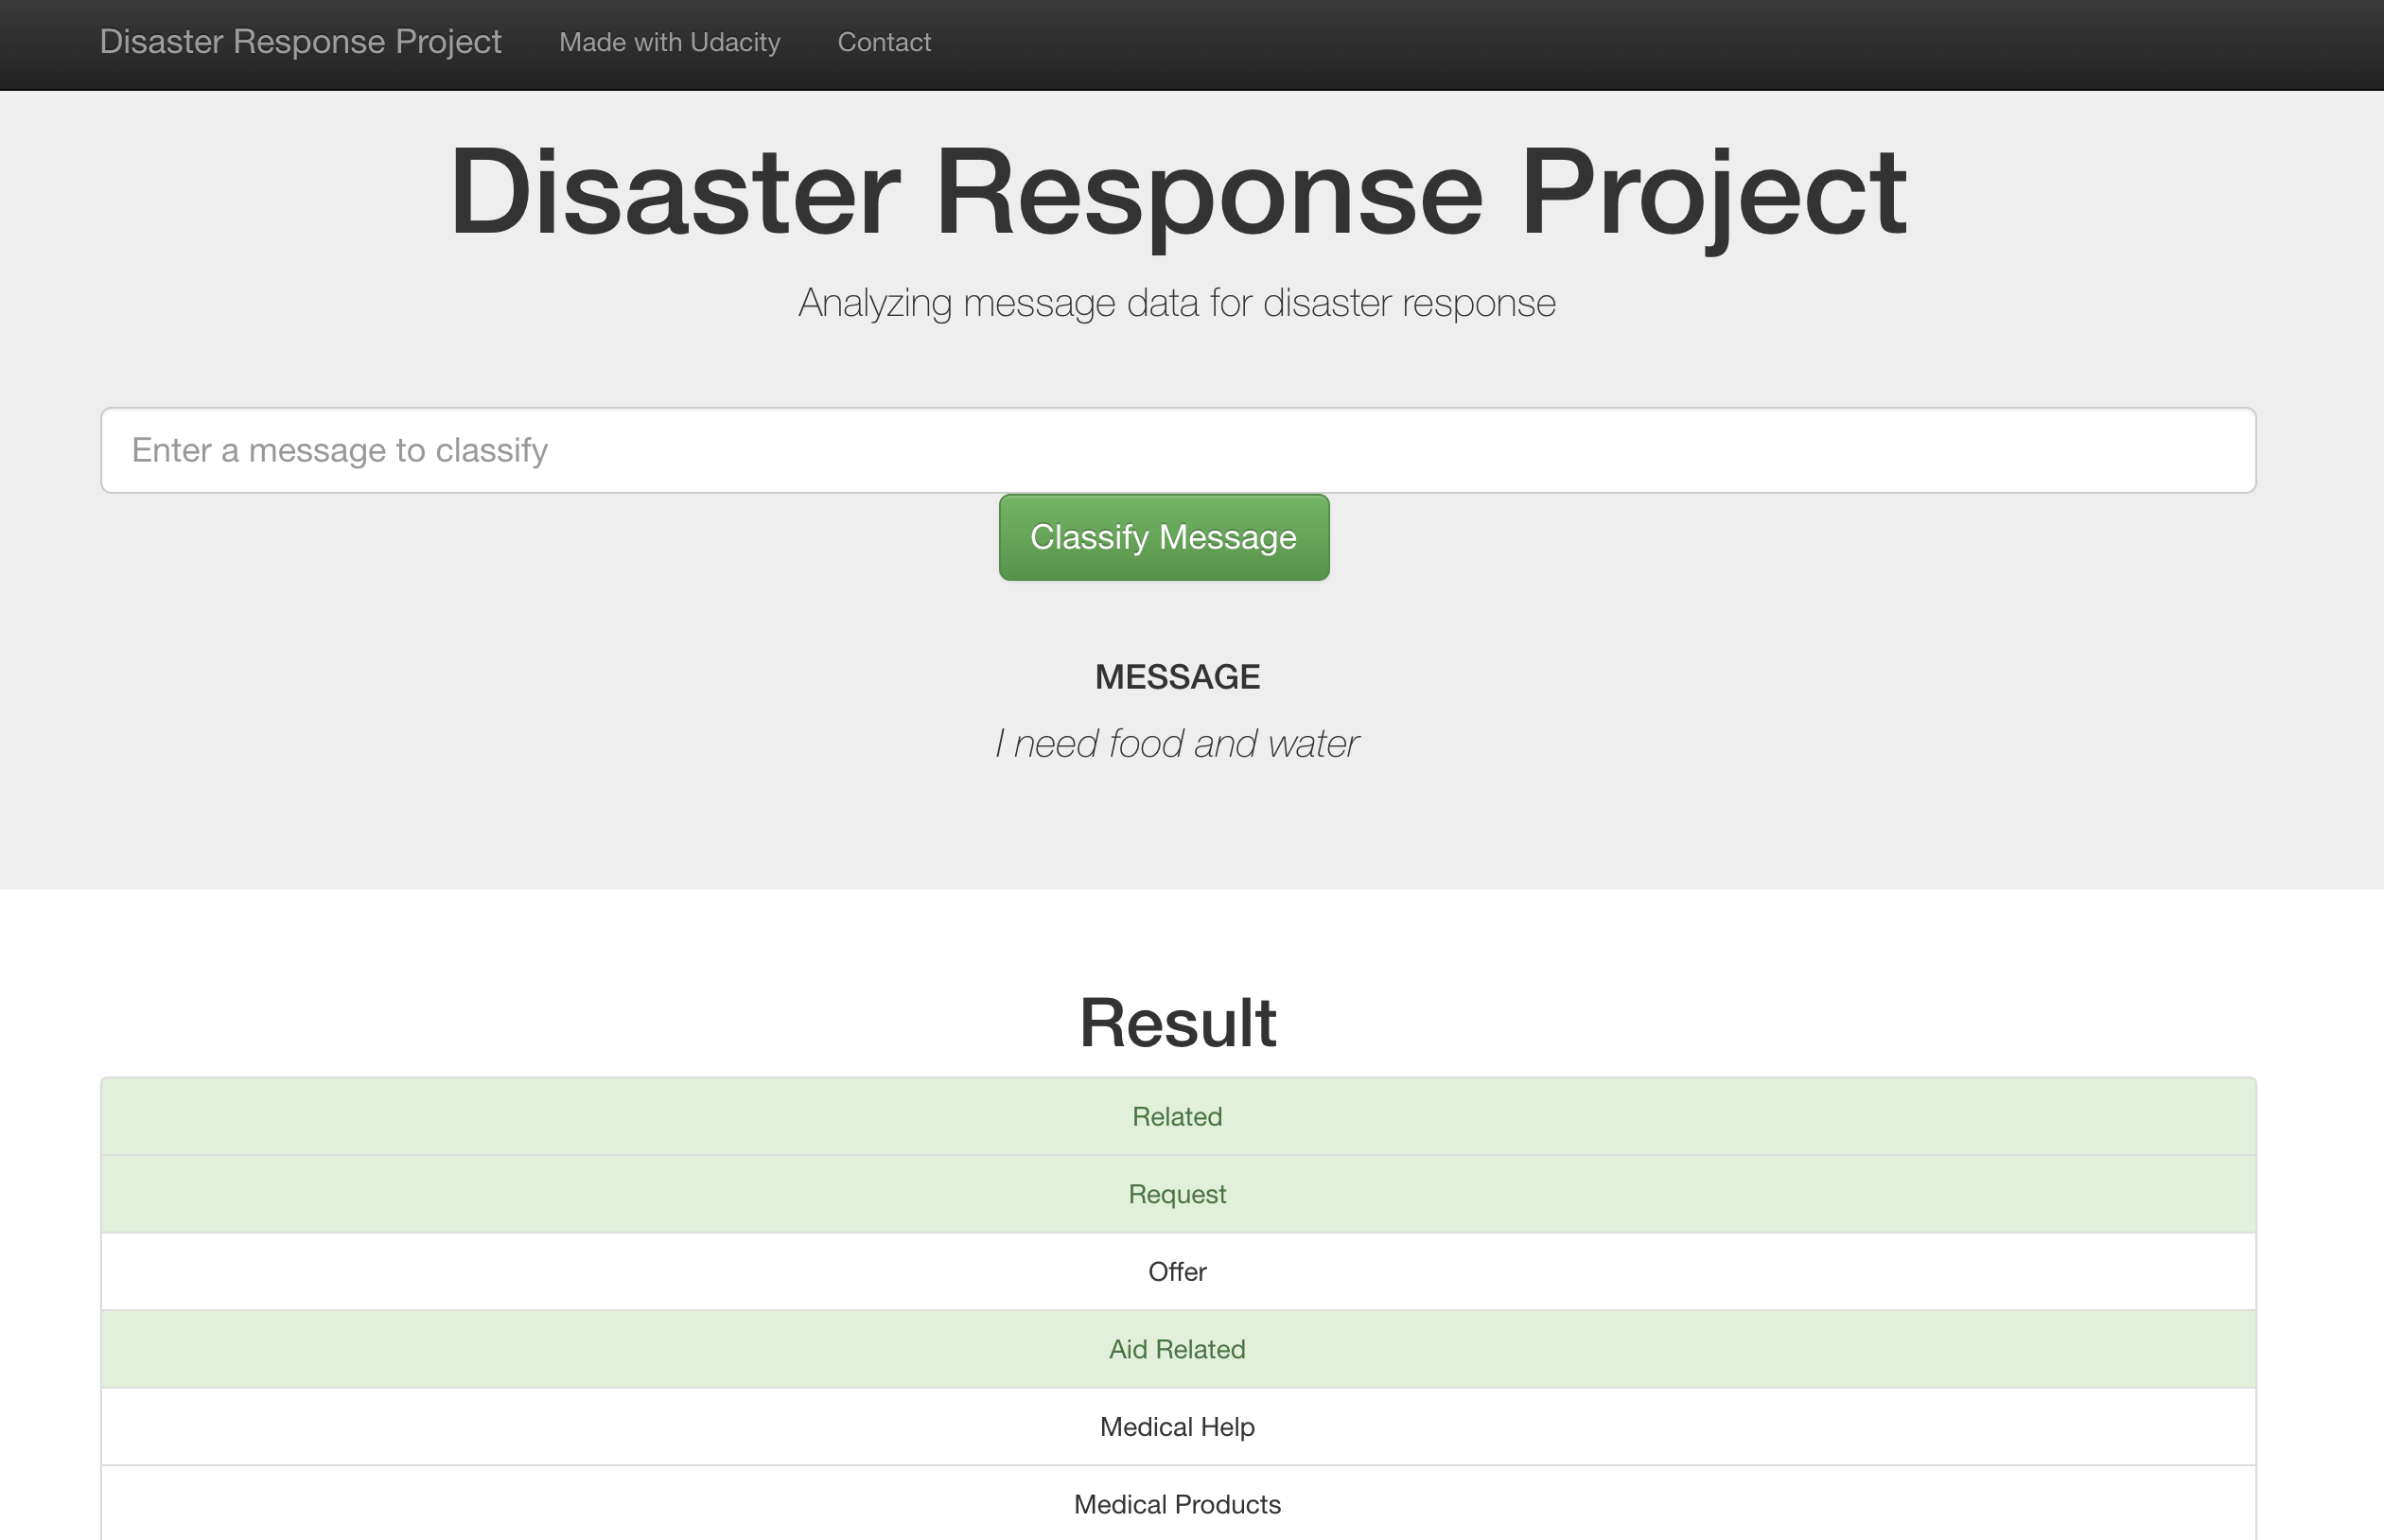 Disaster Response Project Made with Udacity Contact
Disaster Response Project
Analyzing message data for disaster response
Enter a message to classify
Classify Message
MESSAGE
I need food and water
Result
Related
Request
Offer
Aid Related
Medical Help
Medical Products